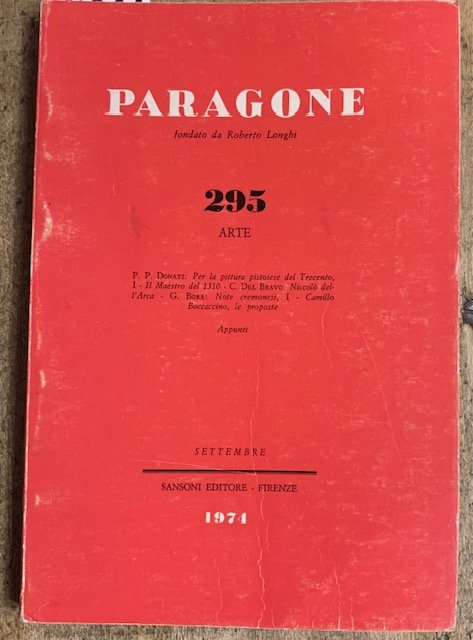 PARAGONE
fondato da Roberto Longhi
295
ARTE
P. P. DONATI: Per la pittura pistoiese del Trecento,
I - Il Maestro del 1310 - C. DEL BRAVO: Niccolò del-
l'Arca - G. BORA: Note cremonesi, I - Camillo
Boccaccino, le proposte
Appunti
SETTEMBRE
SANSONI EDITORE - FIRENZE
1974